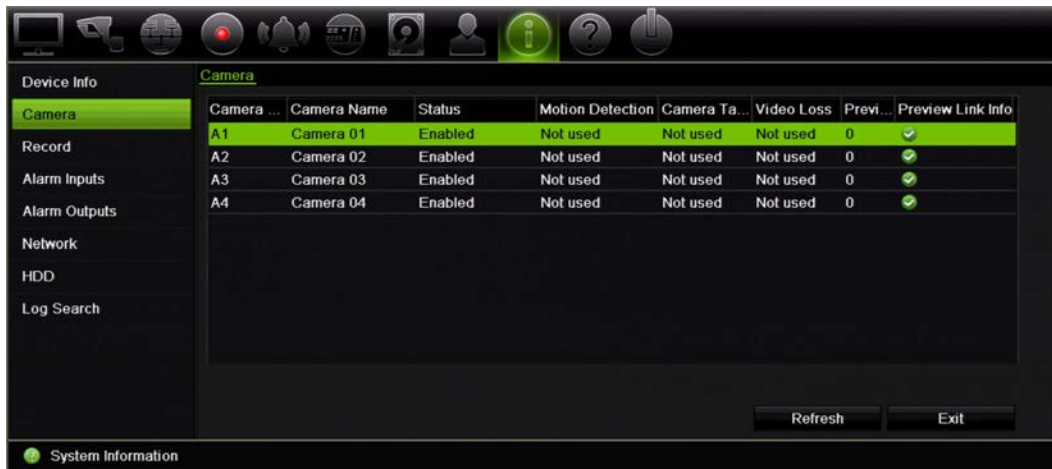 Device Info
Camera
Record
Alarm Inputs
Alarm Outputs
Network
HDD
Log Search
Camera
Camera ... Camera Name Status Motion Detection Camera Ta... Video Loss Previ... Preview Link Info
A1 Camera 01 Enabled Not used Not used Not used 0
A2 Camera 02 Enabled Not used Not used Not used 0
A3 Camera 03 Enabled Not used Not used Not used 0
A4 Camera 04 Enabled Not used Not used Not used 0
Refresh Exit
? System Information